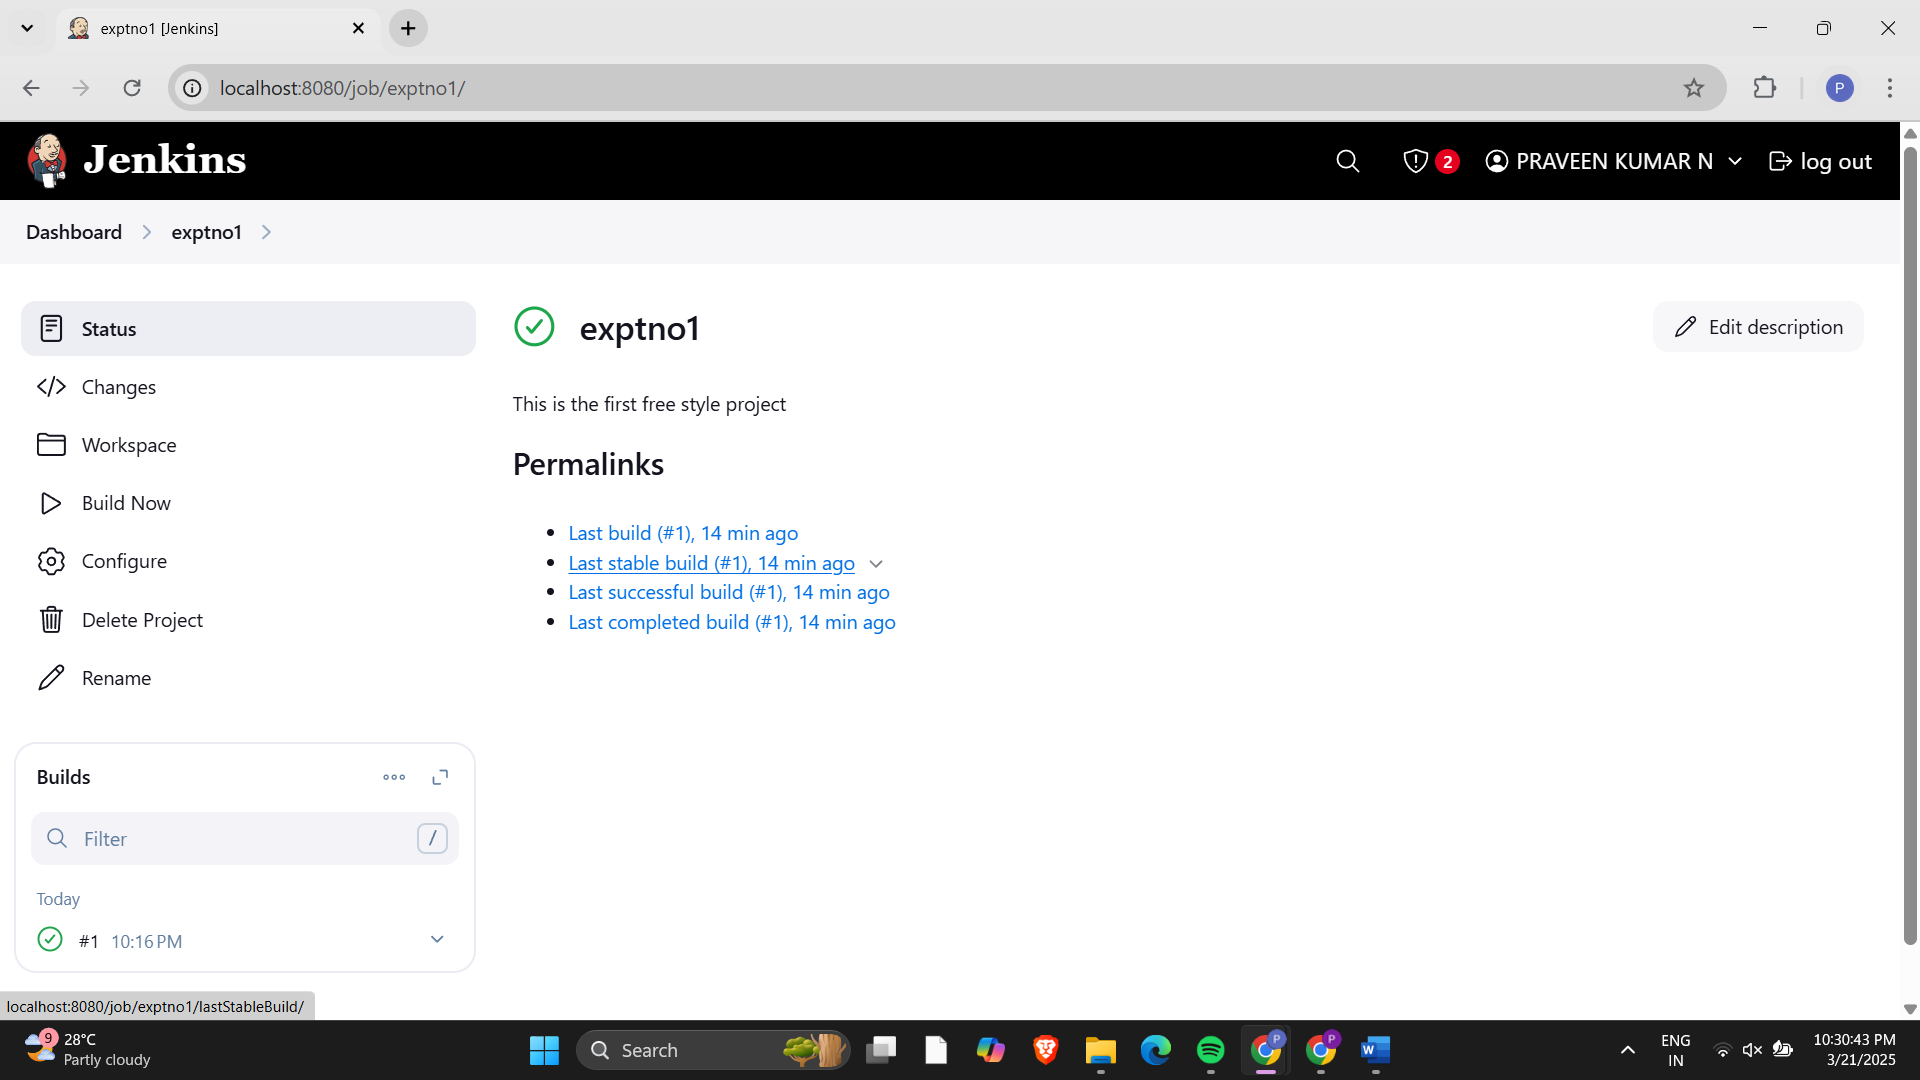 exptno1 [Jenkins]
localhost:8080/job/exptno1/
P
Jenkins
2
PRAVEEN KUMAR N
log out
Dashboard
exptno1
Status
Changes
Workspace
Build Now
Configure
Delete Project
Rename
exptno1
Edit description
This is the first free style project
Permalinks
Last build (#1), 14 min ago
Last stable build (#1), 14 min ago
Last successful build (#1), 14 min ago
Last completed build (#1), 14 min ago
Builds
Filter
/
Today
#1 10:16 PM
localhost:8080/job/exptno1/lastStableBuild/
9
28°C
Partly cloudy
Search
P
P
W
ENG
IN
10:30:43 PM
3/21/2025